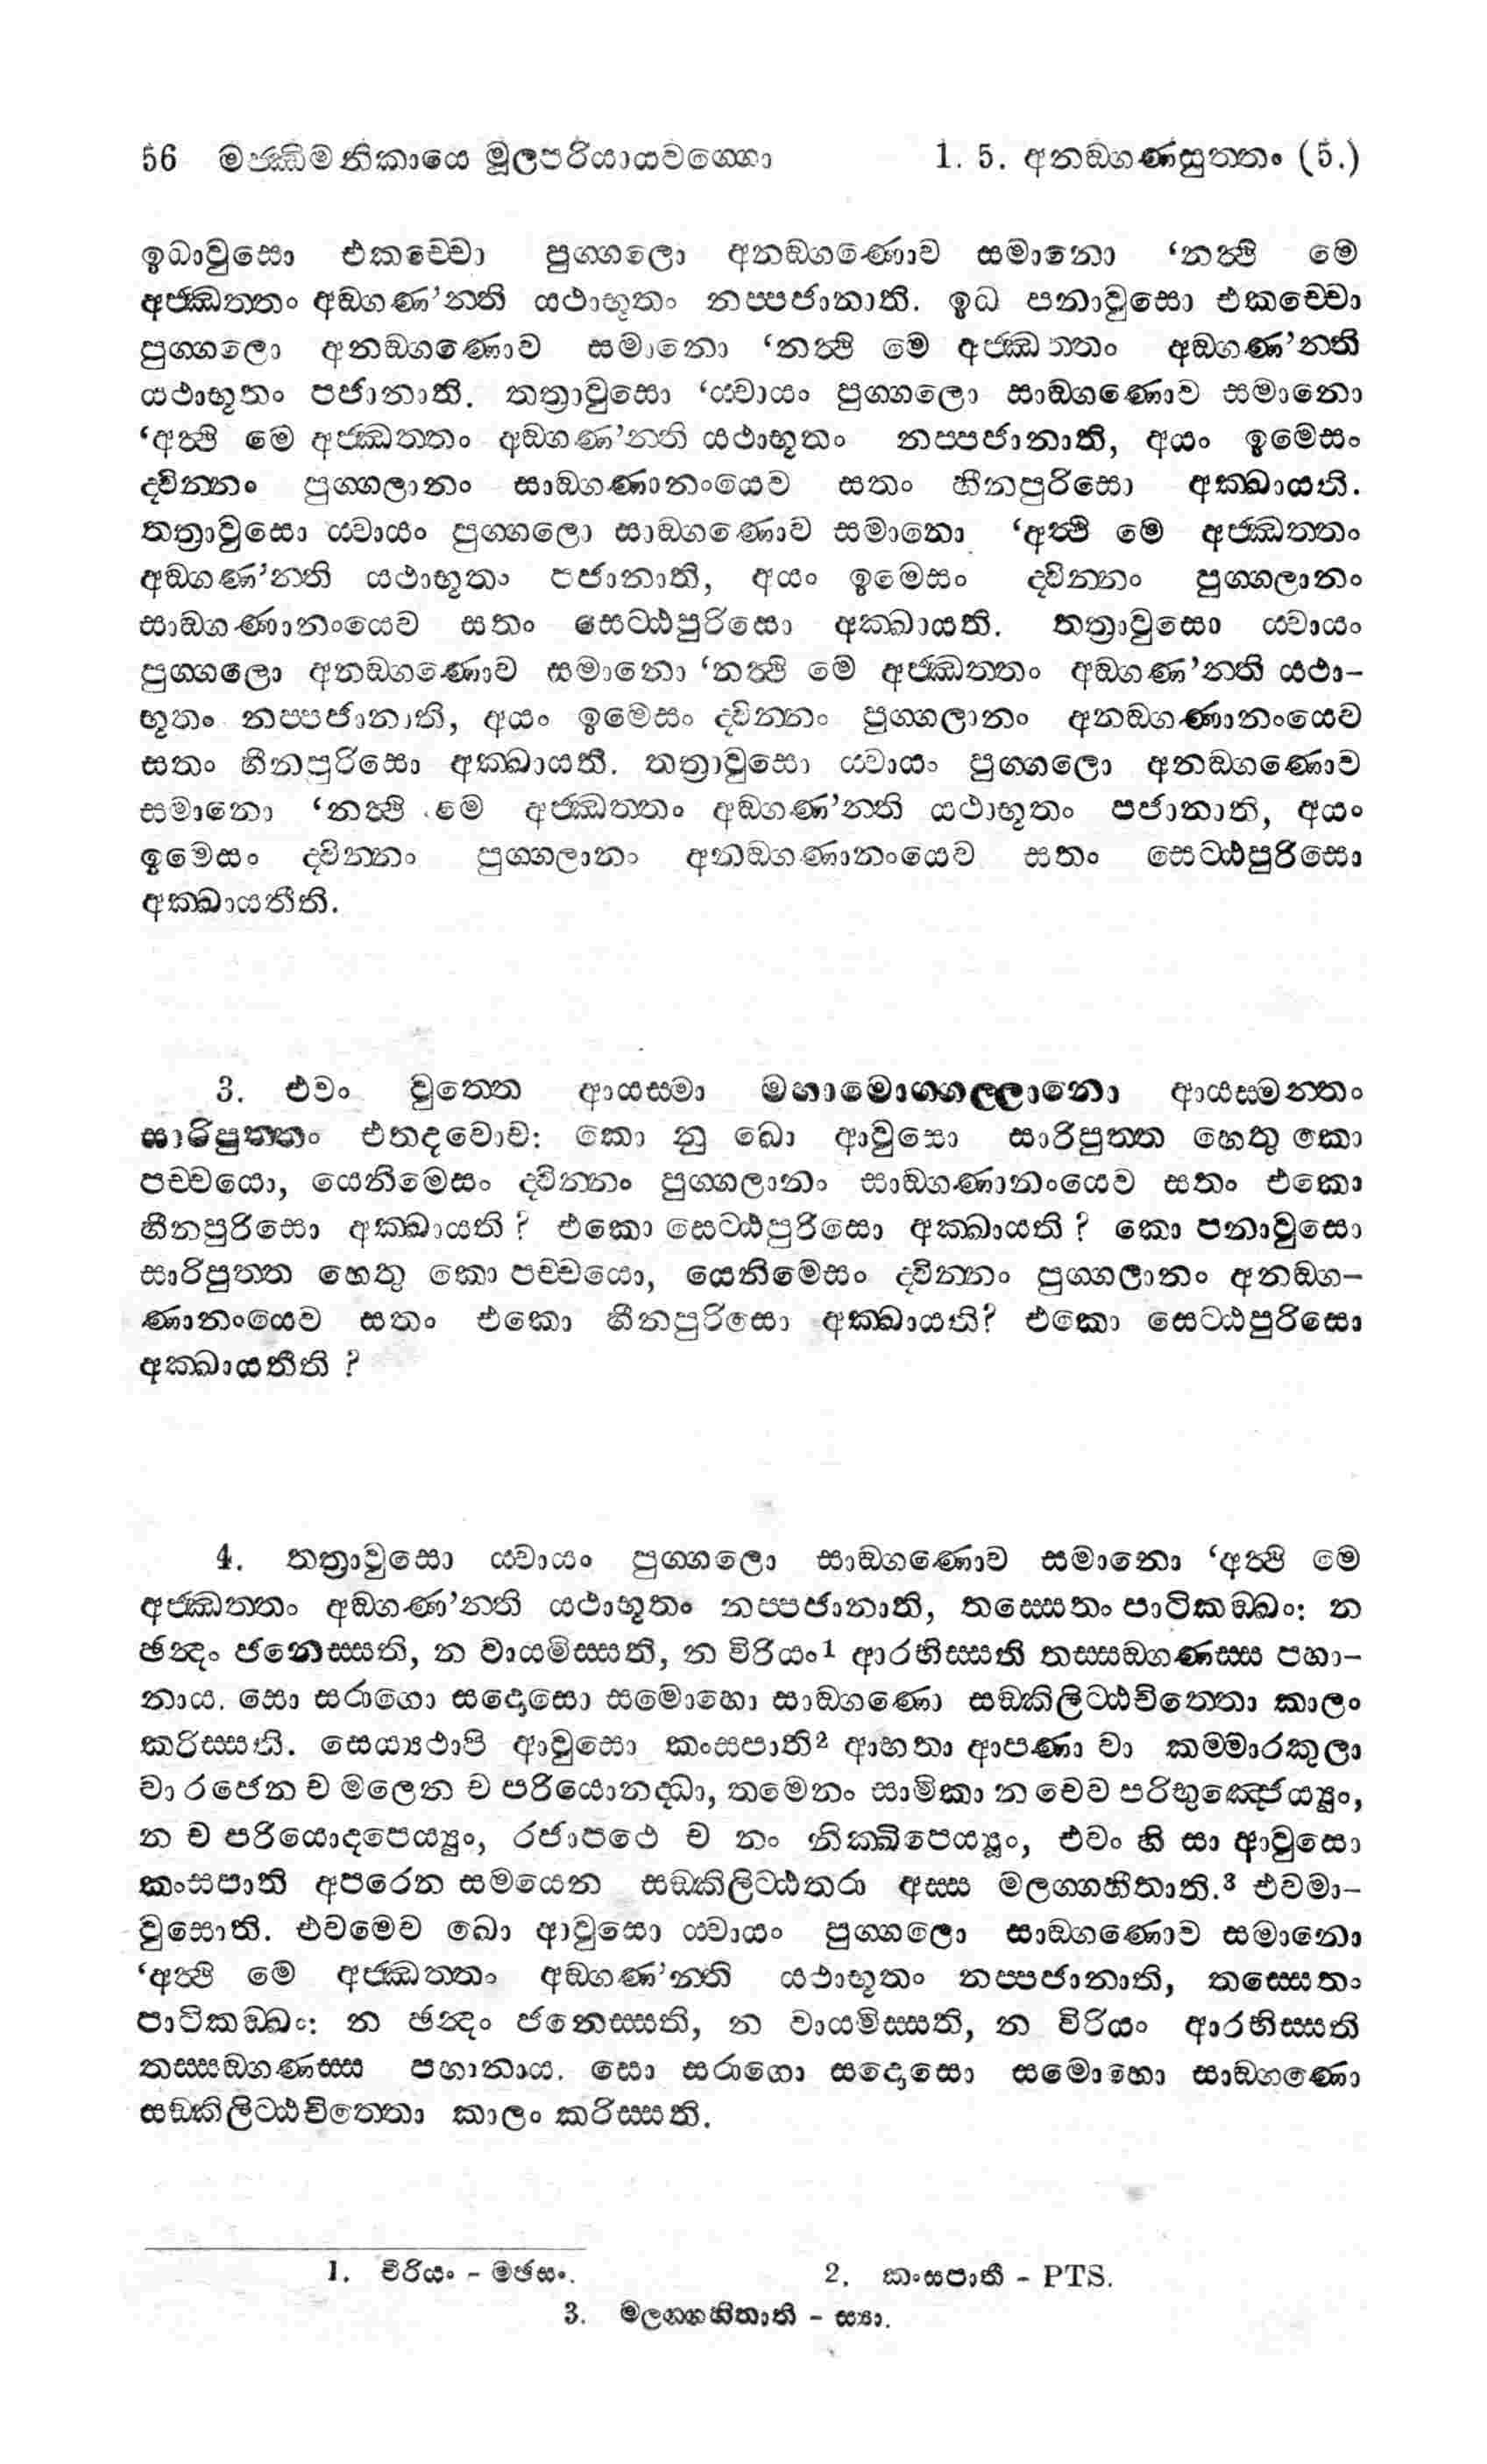 56 මජ්ඣිමනිකායෙ මූලපරියායවග්ගො 1. 5. අනඞ්ගණසුත්තං (5.)
ඉධාවුසො එකච්චො පුග්ගලො අනඞ්ගණොව සමානො ‘නත්ථි මෙ
අජ්ඣත්තං අඞ්ගණ’න්ති යථාභූතං නප්පජානාති. ඉධ පනාවුසො එකච්චො
පුග්ගලො අනඞ්ගණොව සමානො ‘නත්ථි මෙ අජ්ඣත්තං අඞ්ගණ’න්ති
යථාභූතං පජානාති. තත්‍රාවුසො ‘ය්වායං පුග්ගලො සාඞ්ගණොව සමානො
‘අත්ථි මෙ අජ්ඣත්තං අඞ්ගණ’න්ති යථාභූතං නප්පජානාති, අයං ඉමෙසං
ද්වින්නං පුග්ගලානං සාඞ්ගණානංයෙව සතං හීනපුරිසො අක්ඛායති.
තත්‍රාවුසො ය්වායං පුග්ගලො සාඞ්ගණොව සමානො ‘අත්ථි මෙ අජ්ඣත්තං
අඞ්ගණ’න්ති යථාභූතං පජානාති, අයං ඉමෙසං ද්වින්නං පුග්ගලානං
සාඞ්ගණානංයෙව සතං සෙට්ඨපුරිසො අක්ඛායති. තත්‍රාවුසො ය්වායං
පුග්ගලො අනඞ්ගණොව සමානො ‘නත්ථි මෙ අජ්ඣත්තං අඞ්ගණ’න්ති යථා-
භූතං නප්පජානාති, අයං ඉමෙසං ද්වින්නං පුග්ගලානං අනඞ්ගණානංයෙව
සතං හීනපුරිසො අක්ඛායති. තත්‍රාවුසො ය්වායං පුග්ගලො අනඞ්ගණොව
සමානො ‘නත්ථි මෙ අජ්ඣත්තං අඞ්ගණ’න්ති යථාභූතං පජානාති, අයං
ඉමෙසං ද්වින්නං පුග්ගලානං අනඞ්ගණානංයෙව සතං සෙට්ඨපුරිසො
අක්ඛායතීති.
3. එවං වුත්තෙ ආයස්මා මහාමොග්ගල්ලානො ආයස්මන්තං
සාරිපුත්තං එතදවොච: කො නු ඛො ආවුසො සාරිපුත්ත හෙතු කො
පච්චයො, යෙනිමෙසං ද්වින්නං පුග්ගලානං සාඞ්ගණානංයෙව සතං එකො
හීනපුරිසො අක්ඛායති? එකො සෙට්ඨපුරිසො අක්ඛායති? කො පනාවුසො
සාරිපුත්ත හෙතු කො පච්චයො, යෙනිමෙසං ද්වින්නං පුග්ගලානං අනඞ්ග-
ණානංයෙව සතං එකො හීනපුරිසො අක්ඛායති? එකො සෙට්ඨපුරිසො
අක්ඛායතීති?
4. තත්‍රාවුසො ය්වායං පුග්ගලො සාඞ්ගණොව සමානො ‘අත්ථි මෙ
අජ්ඣත්තං අඞ්ගණ’න්ති යථාභූතං නප්පජානාති, තස්සෙතං පාටිකඞ්ඛං: න
ඡන්දං ජනෙස්සති, න වායමිස්සති, න විරියං¹ ආරභිස්සති තස්සඞ්ගණස්ස පහා-
නාය. සො සරාගො සදොසො සමොහො සාඞ්ගණො සඞ්කිලිට්ඨචිත්තො කාලං
කරිස්සති. සෙය්‍යථාපි ආවුසො කංසපාති² ආභතා ආපණා වා කම්මාරකුලා
වා රජෙන ච මලෙන ච පරියොනද්ධා, තමෙනං සාමිකා න චෙව පරිභුඤ්ජෙය්‍යුං,
න ච පරියොදපෙය්‍යුං, රජාපථෙ ච නං නික්ඛිපෙය්‍යුං, එවං හි සා ආවුසො
කංසපාති අපරෙන සමයෙන සඞ්කිලිට්ඨතරා අස්ස මලග්ගහීතාති.³ එවමා-
වුසොති. එවමෙව ඛො ආවුසො ය්වායං පුග්ගලො සාඞ්ගණොව සමානො
‘අත්ථි මෙ අජ්ඣත්තං අඞ්ගණ’න්ති යථාභූතං නප්පජානාති, තස්සෙතං
පාටිකඞ්ඛං: න ඡන්දං ජනෙස්සති, න වායමිස්සති, න විරියං ආරභිස්සති
තස්සඞ්ගණස්ස පහානාය. සො සරාගො සදොසො සමොහො සාඞ්ගණො
සඞ්කිලිට්ඨචිත්තො කාලං කරිස්සති.
1. වීරියං - මඡසං. 2. කංසපාතී - PTS.
3. මලග්ගහිතාති - ස්‍යා.